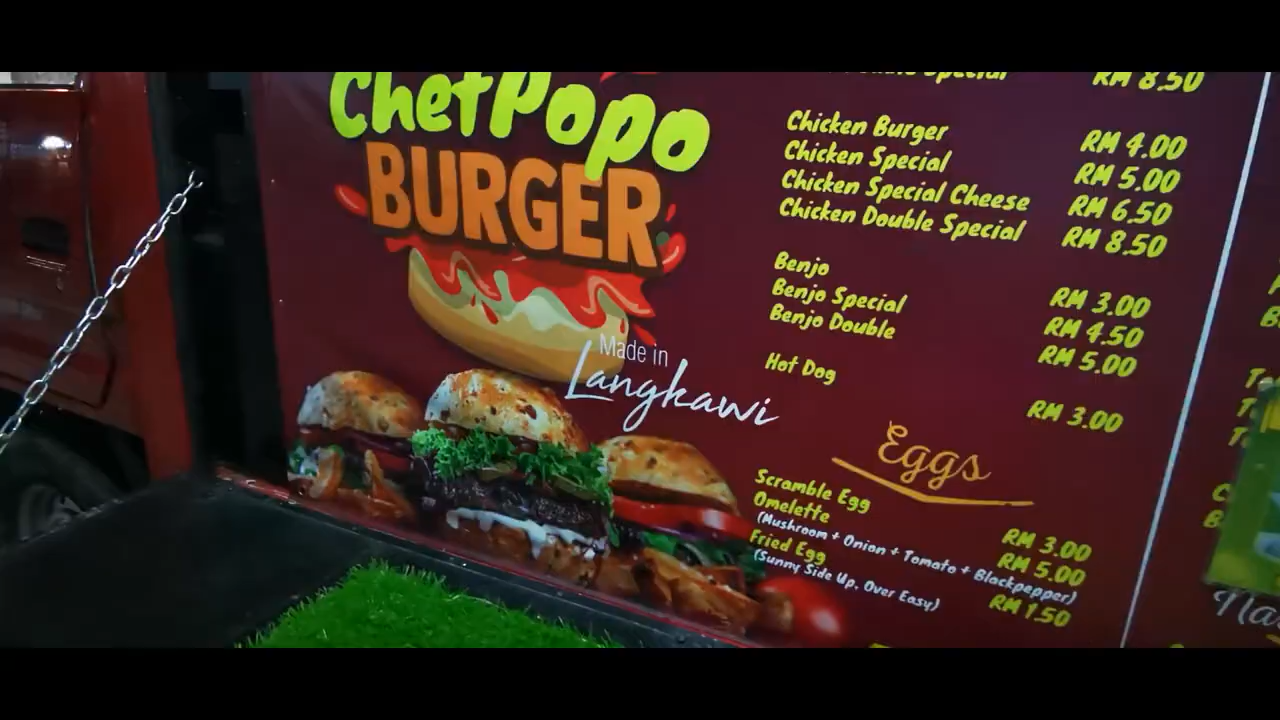 ChefPopo
BURGER
Made in
Langkawi
Special RM 8.50
Chicken Burger RM 4.00
Chicken Special RM 5.00
Chicken Special Cheese RM 6.50
Chicken Double Special RM 8.50
Benjo RM 3.00
Benjo Special RM 4.50
Benjo Double RM 5.00
Hot Dog RM 3.00
Eggs
Scramble Egg RM 3.00
Omelette RM 5.00
(Mushroom + Onion + Tomato + Blackpepper)
Fried Egg RM 1.50
(Sunny Side Up, Over Easy)